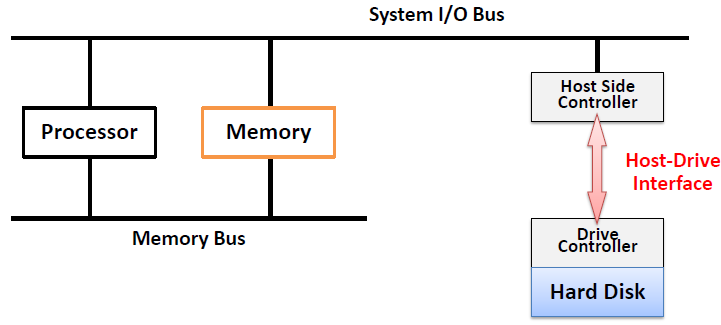 System I/O Bus
Host Side
Controller
Processor
Memory
Host-Drive
Interface
Memory Bus
Drive
Controller
Hard Disk